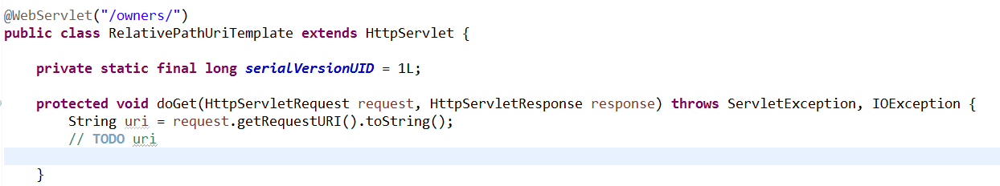 @WebServlet("/owners/")
public class RelativePathUriTemplate extends HttpServlet {
private static final long serialVersionUID = 1L;
protected void doGet(HttpServletRequest request, HttpServletResponse response) throws ServletException, IOException {
String uri = request.getRequestURI().toString();
// TODO uri
}